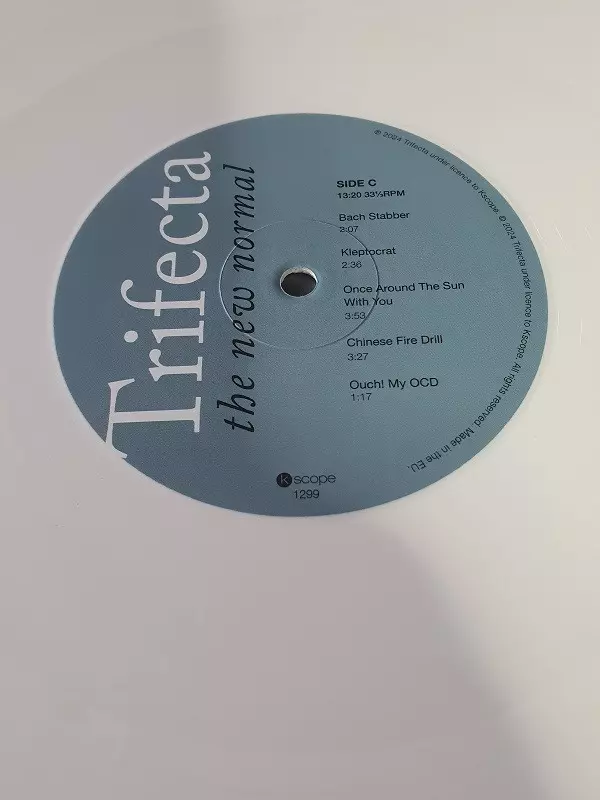 Trifecta
the new normal
SIDE C
13:20 33⅓RPM
Bach Stabber
2:07
Kleptocrat
2:36
Once Around The Sun
With You
3:53
Chinese Fire Drill
3:27
Ouch! My OCD
1:17
kscope
1299
℗ 2024 Trifecta under licence to Kscope. © 2024 Trifecta under licence to Kscope. All rights reserved. Made in the EU.